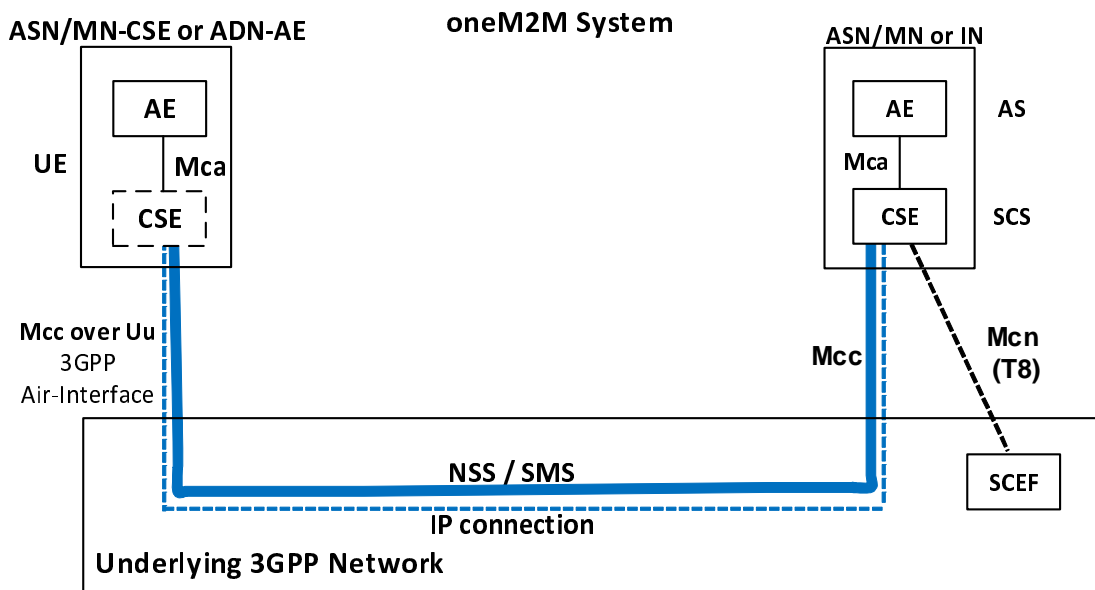 oneM2M System
ASN/MN-CSE or ADN-AE
ASN/MN or IN
AE
AE
AS
UE
Mca
Mca
CSE
CSE
SCS
Mcc over Uu
3GPP
Air-Interface
Mcc
Mcn
(T8)
NSS / SMS
SCEF
IP connection
Underlying 3GPP Network